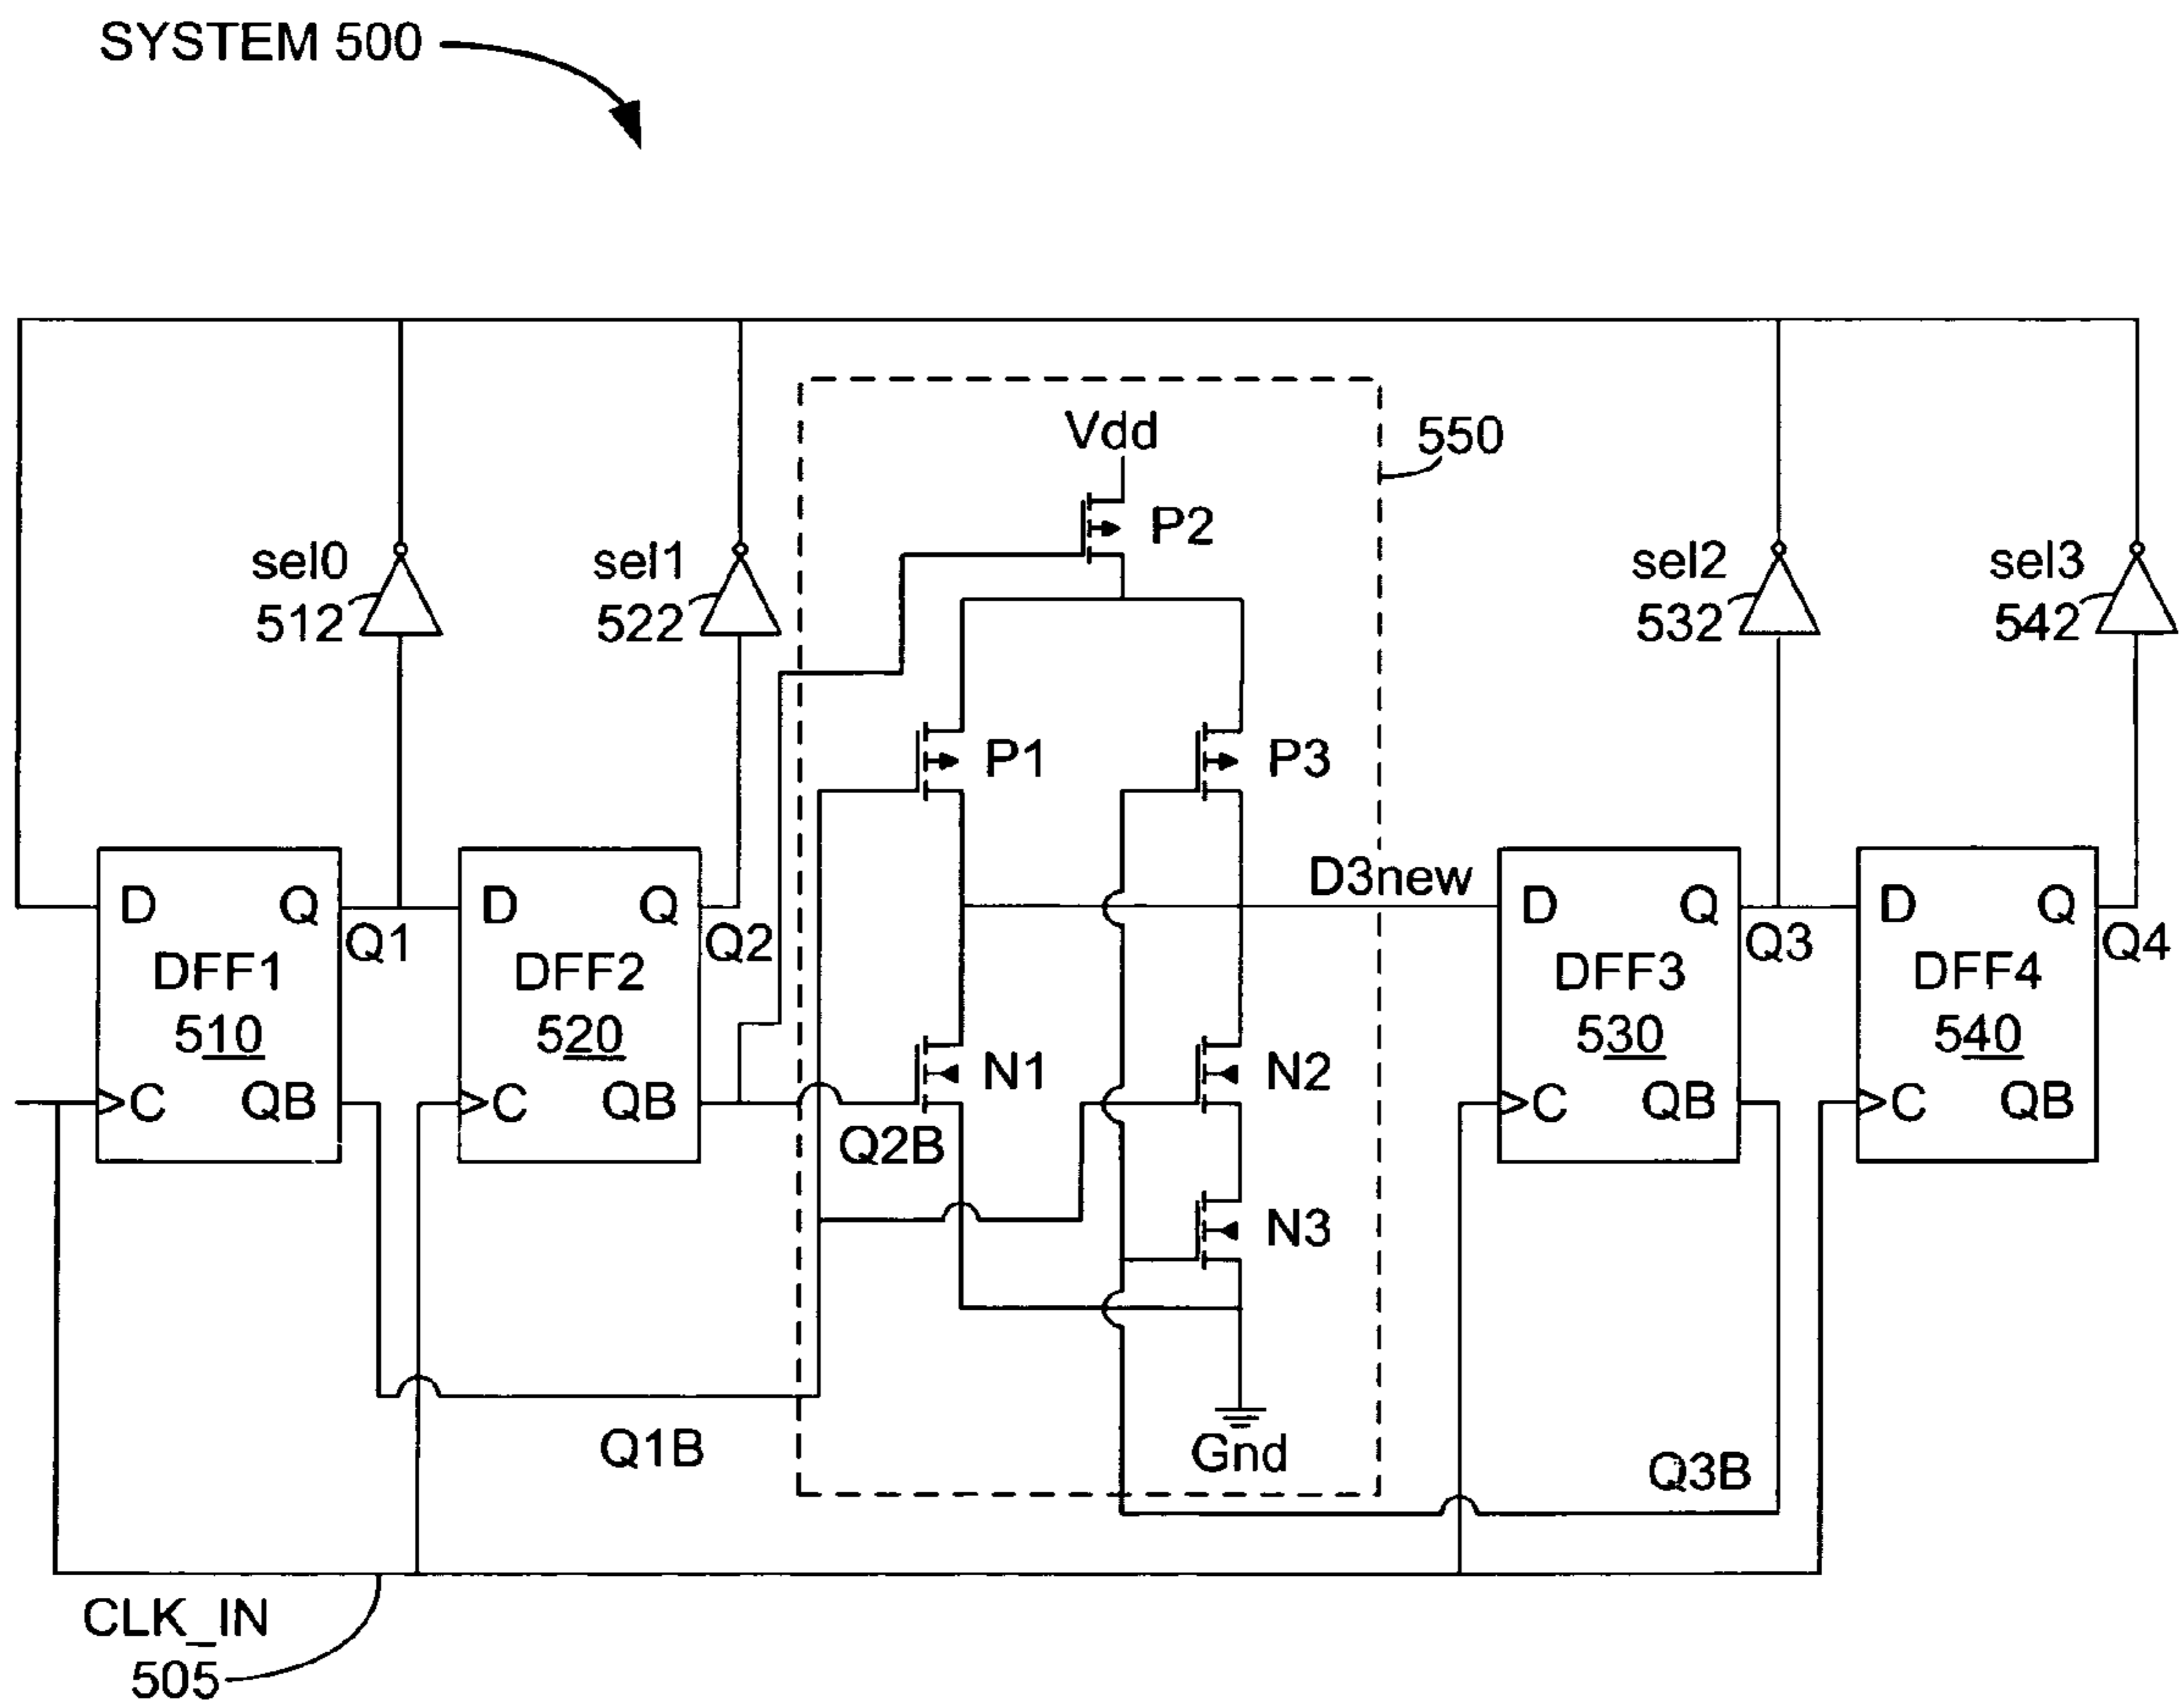 SYSTEM 500
Vdd
550
P2
sel0
512
sel1
522
sel2
532
sel3
542
P1
P3
D3new
D Q
Q1
DFF1
510
C QB
D Q
Q2
DFF2
520
C QB
Q2B
N1
N2
N3
D Q
Q3
DFF3
530
C QB
D Q
Q4
DFF4
540
C QB
Q1B
Gnd
Q3B
CLK_IN
505